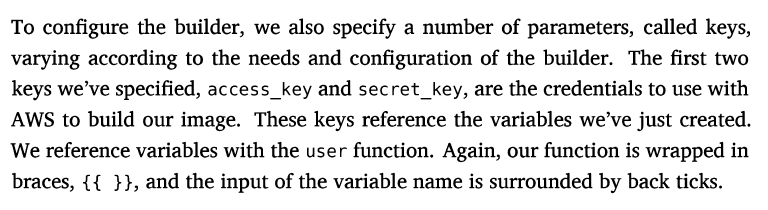 To configure the builder, we also specify a number of parameters, called keys,
varying according to the needs and configuration of the builder. The first two
keys we’ve specified, access_key and secret_key, are the credentials to use with
AWS to build our image. These keys reference the variables we’ve just created.
We reference variables with the user function. Again, our function is wrapped in
braces, {{ }}, and the input of the variable name is surrounded by back ticks.